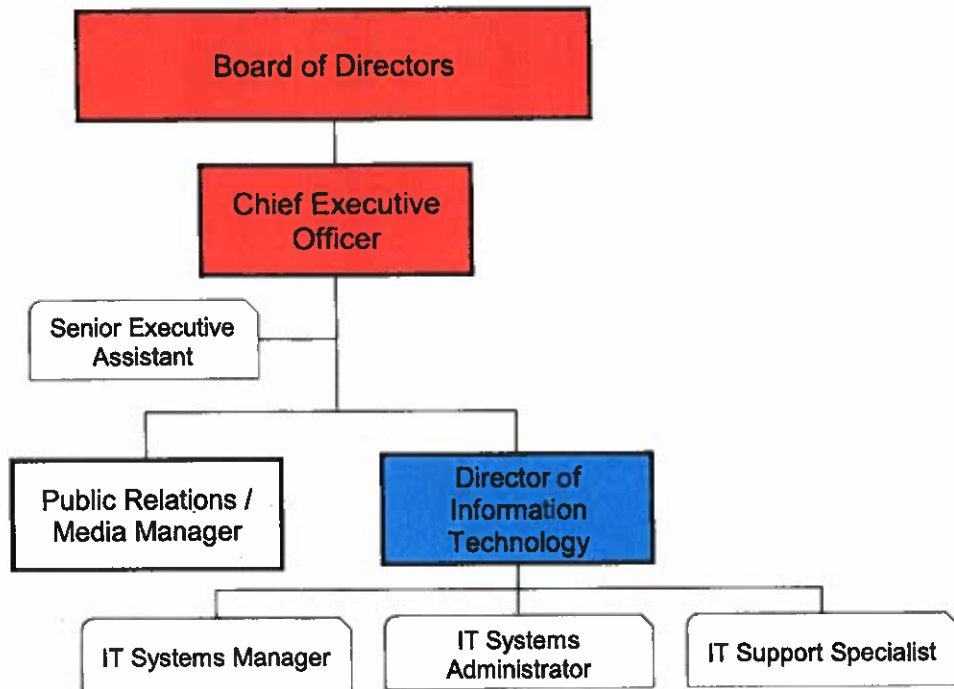 Board of Directors
Chief Executive
Officer
Senior Executive
Assistant
Public Relations /
Media Manager
Director of
Information
Technology
IT Systems Manager
IT Systems
Administrator
IT Support Specialist